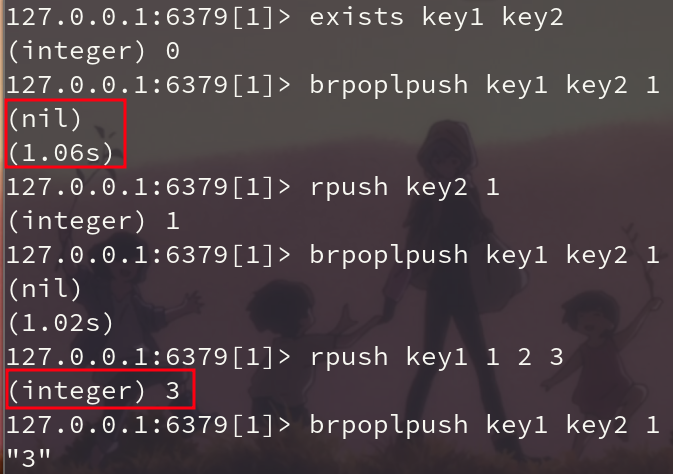 127.0.0.1:6379[1]> exists key1 key2
(integer) 0
127.0.0.1:6379[1]> brpoplpush key1 key2 1
(nil)
(1.06s)
127.0.0.1:6379[1]> rpush key2 1
(integer) 1
127.0.0.1:6379[1]> brpoplpush key1 key2 1
(nil)
(1.02s)
127.0.0.1:6379[1]> rpush key1 1 2 3
(integer) 3
127.0.0.1:6379[1]> brpoplpush key1 key2 1
"3"